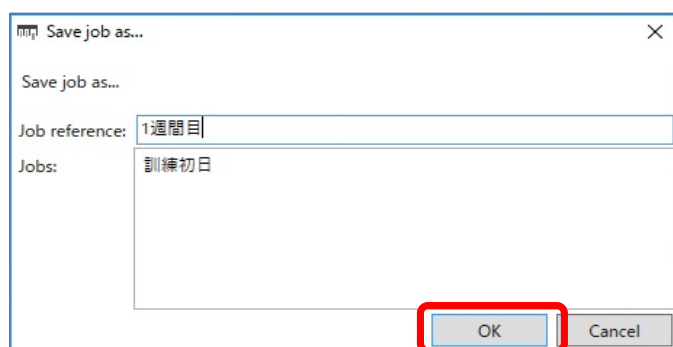 Save job as...
Save job as...
Job reference: 1週間目
Jobs: 訓練初日
OK Cancel